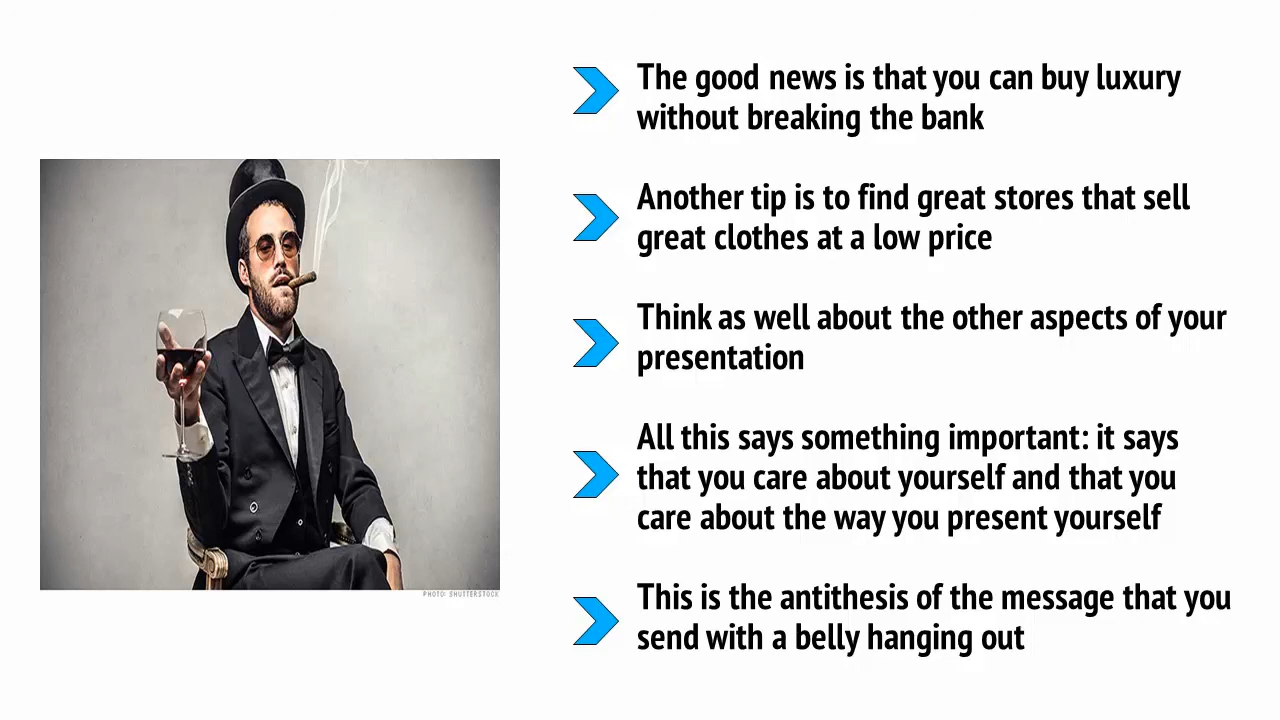 The good news is that you can buy luxury
without breaking the bank
Another tip is to find great stores that sell
great clothes at a low price
Think as well about the other aspects of your
presentation
All this says something important: it says
that you care about yourself and that you
care about the way you present yourself
This is the antithesis of the message that you
send with a belly hanging out
PHOTO: SHUTTERSTOCK